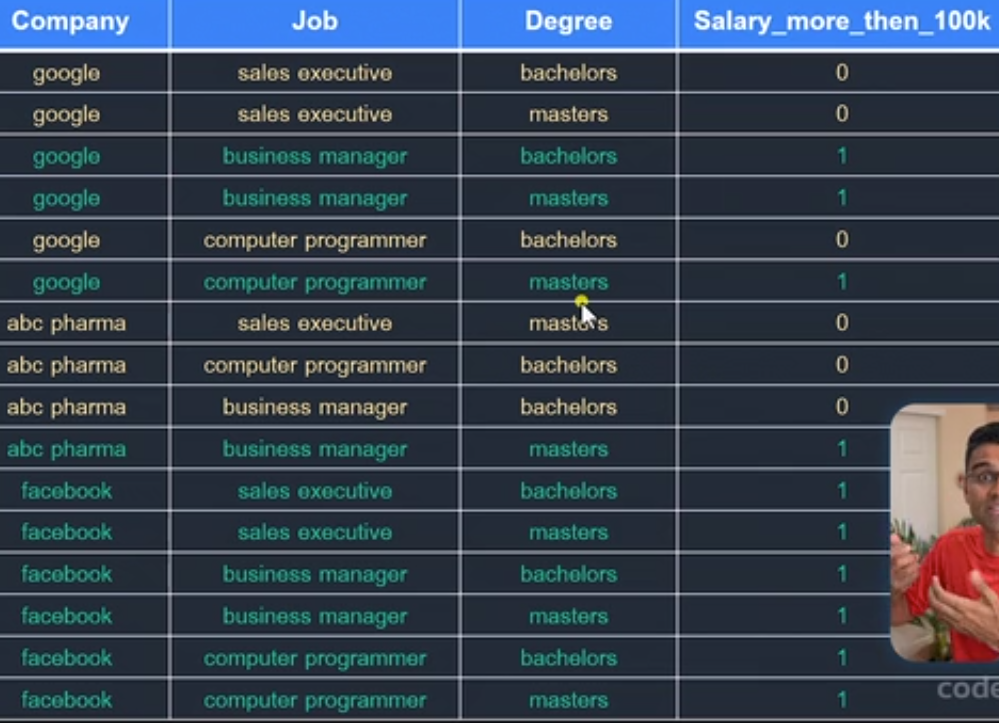 Company Job Degree Salary_more_then_100k
google sales executive bachelors 0
google sales executive masters 0
google business manager bachelors 1
google business manager masters 1
google computer programmer bachelors 0
google computer programmer masters 1
abc pharma sales executive masters 0
abc pharma computer programmer bachelors 0
abc pharma business manager bachelors 0
abc pharma business manager masters 1
facebook sales executive bachelors 1
facebook sales executive masters 1
facebook business manager bachelors 1
facebook business manager masters 1
facebook computer programmer bachelors 1
facebook computer programmer masters 1
code